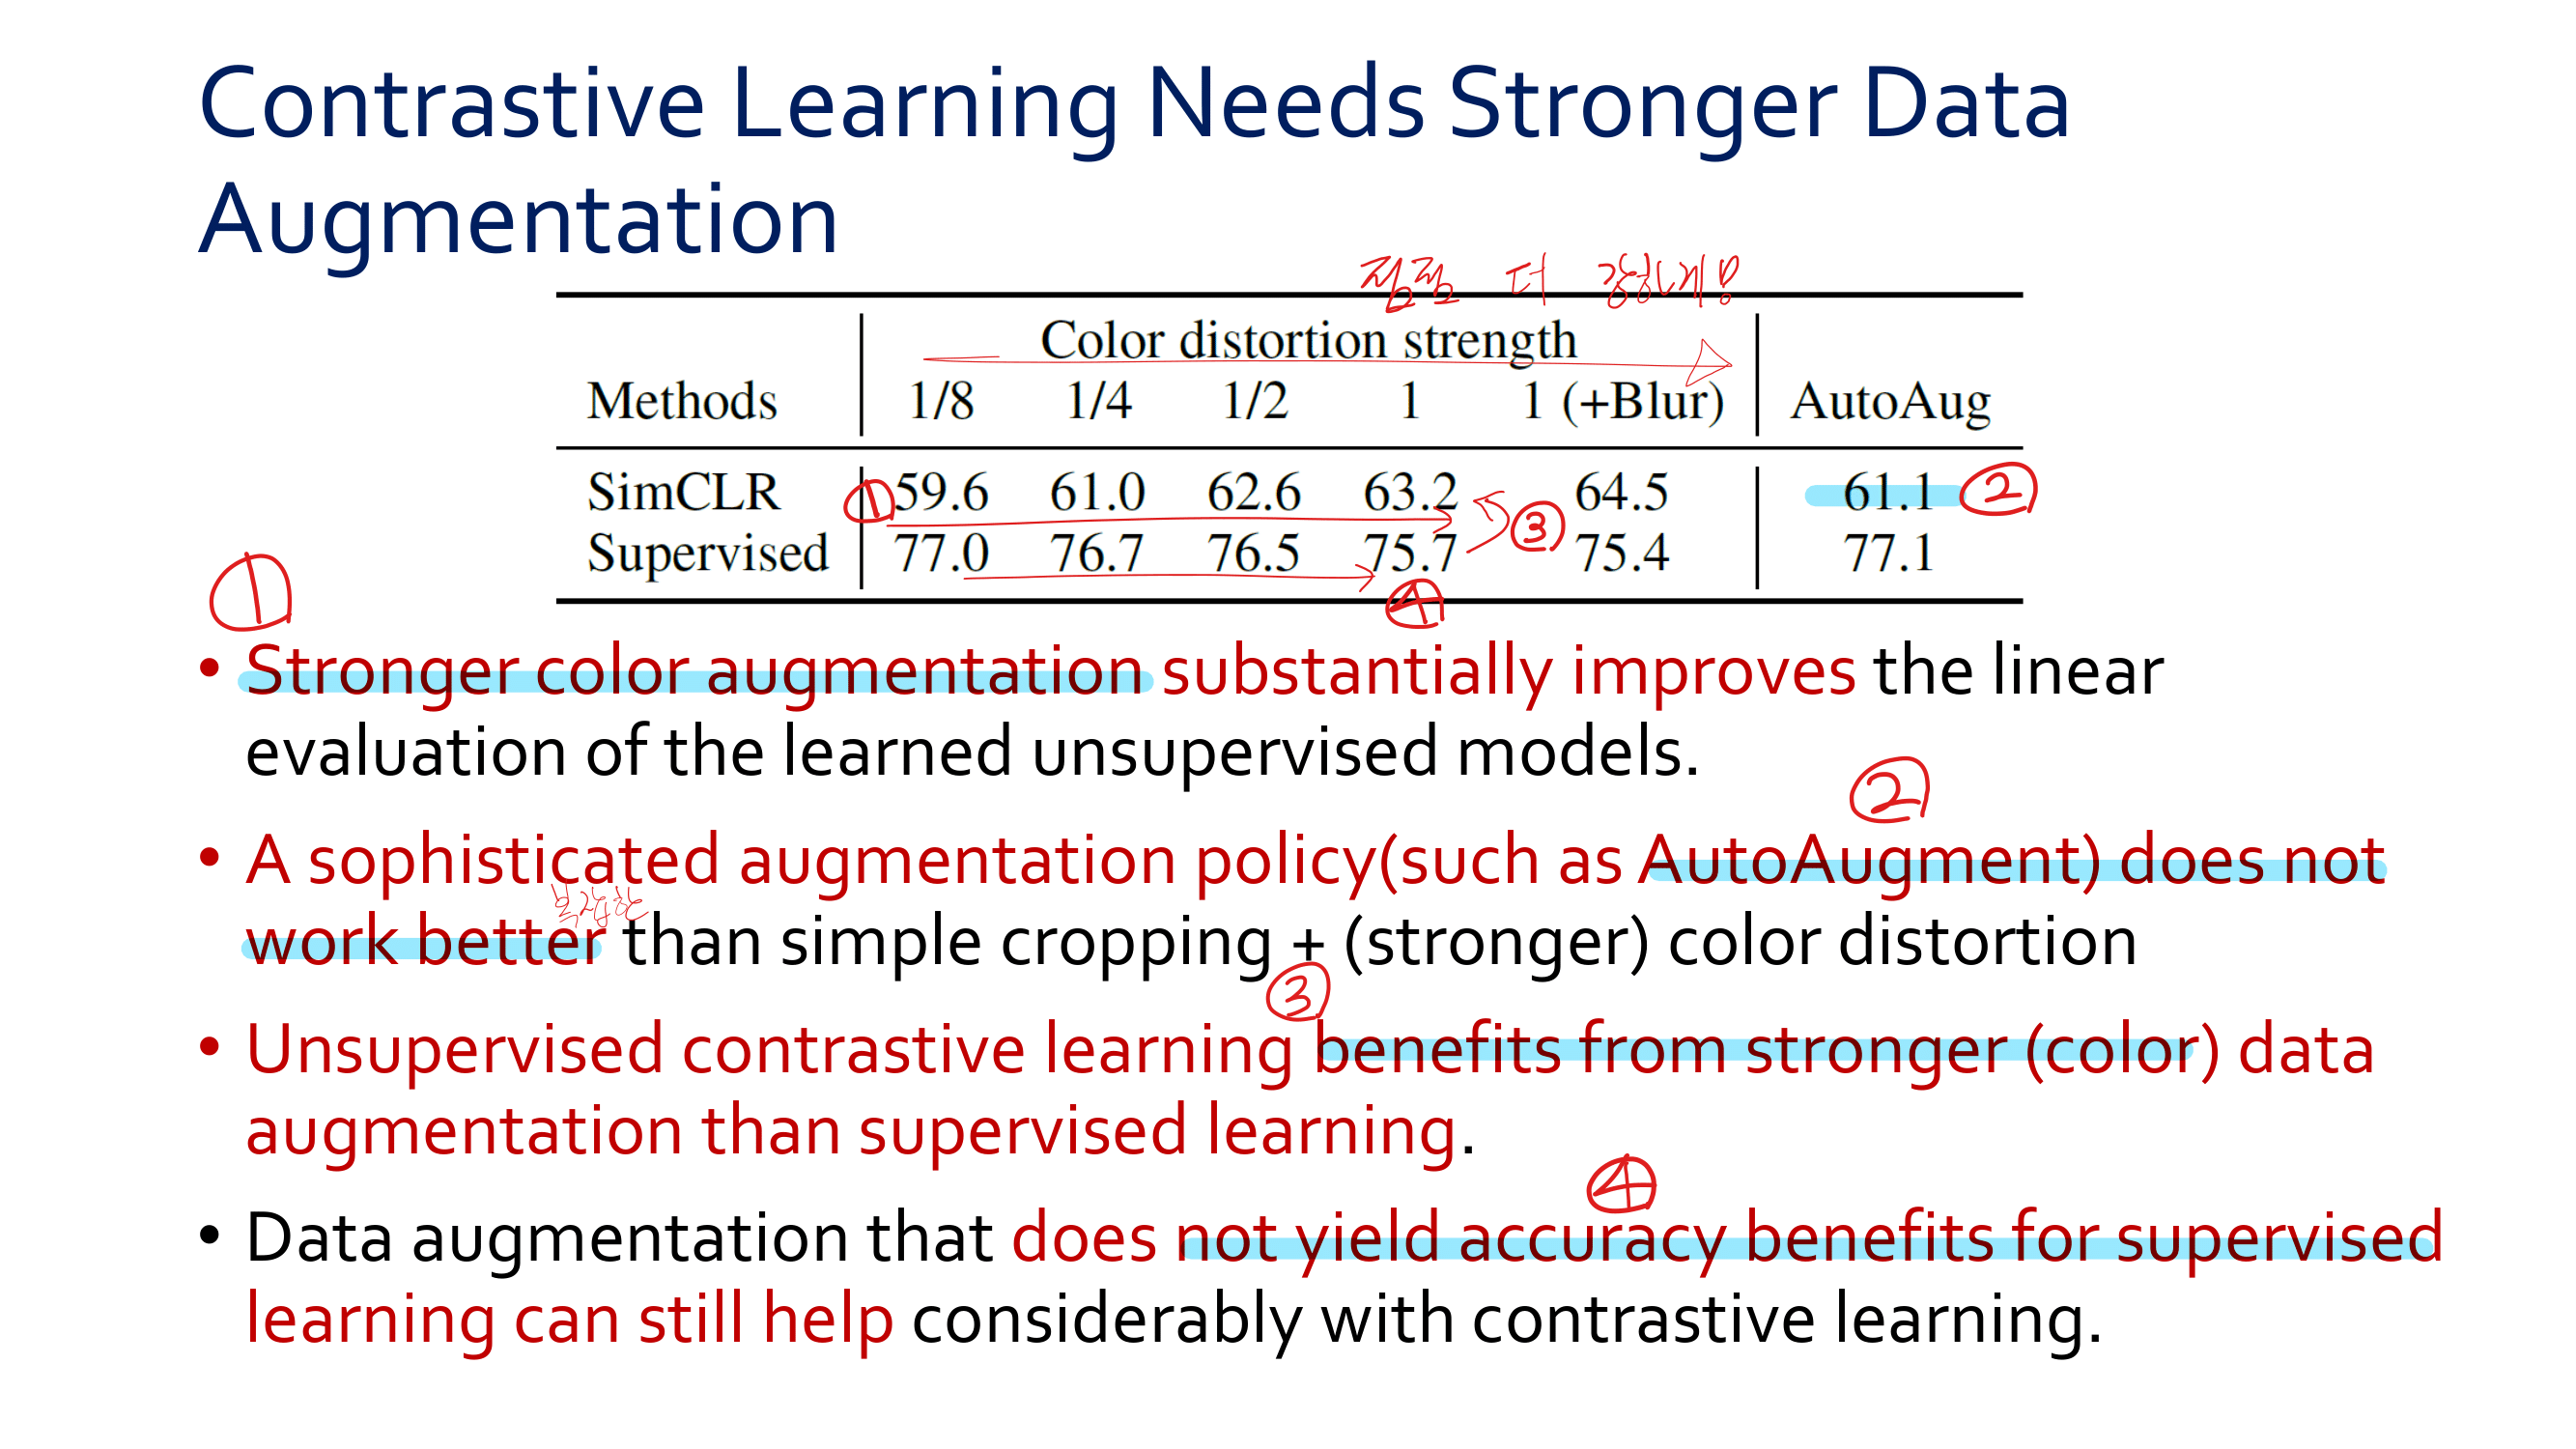 Contrastive Learning Needs Stronger Data
Augmentation
점점 더 강하게!
Color distortion strength
Methods 1/8 1/4 1/2 1 1 (+Blur) AutoAug
SimCLR ① 59.6 61.0 62.6 63.2 ③ 64.5 61.1 ②
Supervised 77.0 76.7 76.5 75.7 75.4 77.1
④
①
• Stronger color augmentation substantially improves the linear
evaluation of the learned unsupervised models.
②
• A sophisticated augmentation policy(such as AutoAugment) does not
복잡한
work better than simple cropping + (stronger) color distortion
③
• Unsupervised contrastive learning benefits from stronger (color) data
augmentation than supervised learning.
④
• Data augmentation that does not yield accuracy benefits for supervised
learning can still help considerably with contrastive learning.